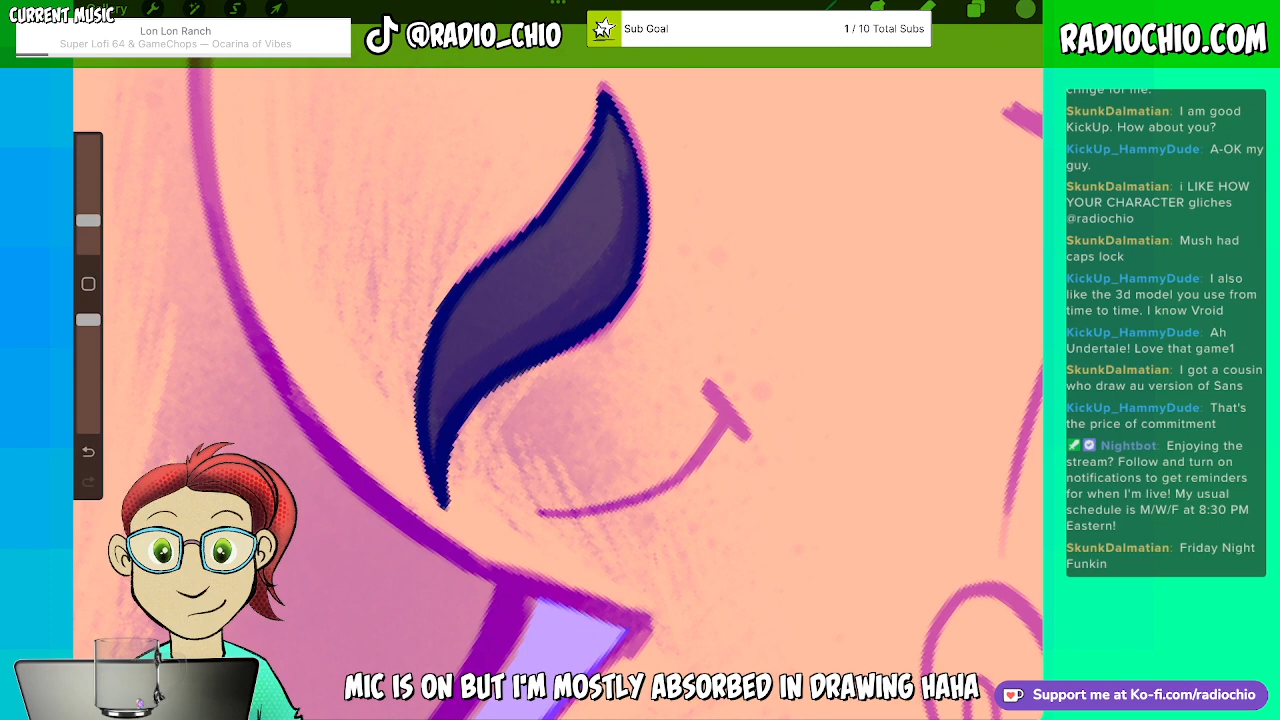 CURRENT MUSIC
Lon Lon Ranch
Super Lofi 64 & GameChops — Ocarina of Vibes
@RADIO_CHIO
Sub Goal
1 / 10 Total Subs
RADIOCHIO.COM
cringe for me.
SkunkDalmatian: I am good
KickUp. How about you?
KickUp_HammyDude: A-OK my
guy.
SkunkDalmatian: i LIKE HOW
YOUR CHARACTER gliches
@radiochio
SkunkDalmatian: Mush had
caps lock
KickUp_HammyDude: I also
like the 3d model you use from
time to time. I know Vroid
KickUp_HammyDude: Ah
Undertale! Love that game1
SkunkDalmatian: I got a cousin
who draw au version of Sans
KickUp_HammyDude: That's
the price of commitment
Nightbot: Enjoying the
stream? Follow and turn on
notifications to get reminders
for when I'm live! My usual
schedule is M/W/F at 8:30 PM
Eastern!
SkunkDalmatian: Friday Night
Funkin
MIC IS ON BUT I'M MOSTLY ABSORBED IN DRAWING HAHA
Support me at Ko-fi.com/radiochio